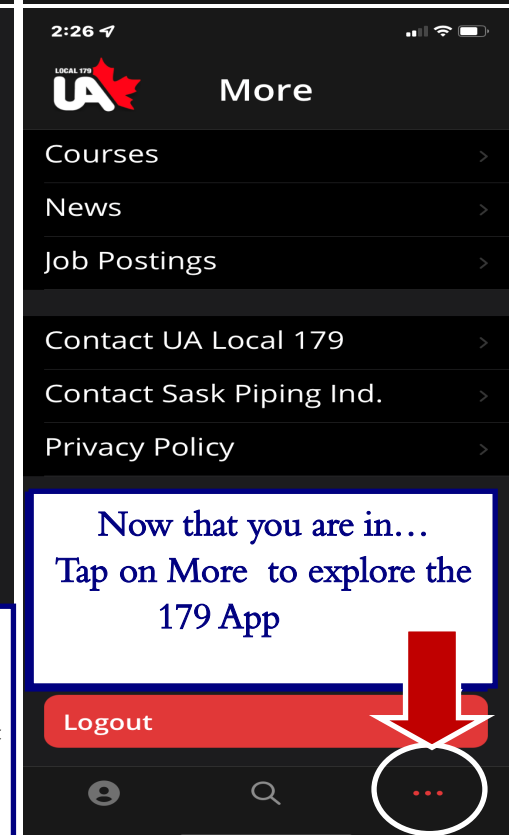 2:26
LOCAL 179
UA
More
Courses
News
Job Postings
Contact UA Local 179
Contact Sask Piping Ind.
Privacy Policy
Now that you are in...
Tap on More to explore the
179 App
Logout